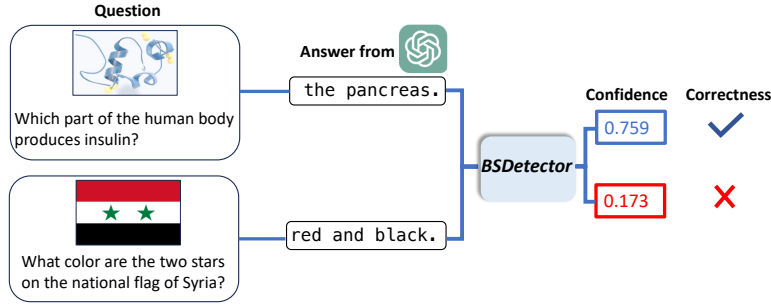 Question
Which part of the human body
produces insulin?
Answer from
the pancreas.
BSDetector
Confidence
Correctness
0.759
0.173
What color are the two stars
on the national flag of Syria?
red and black.